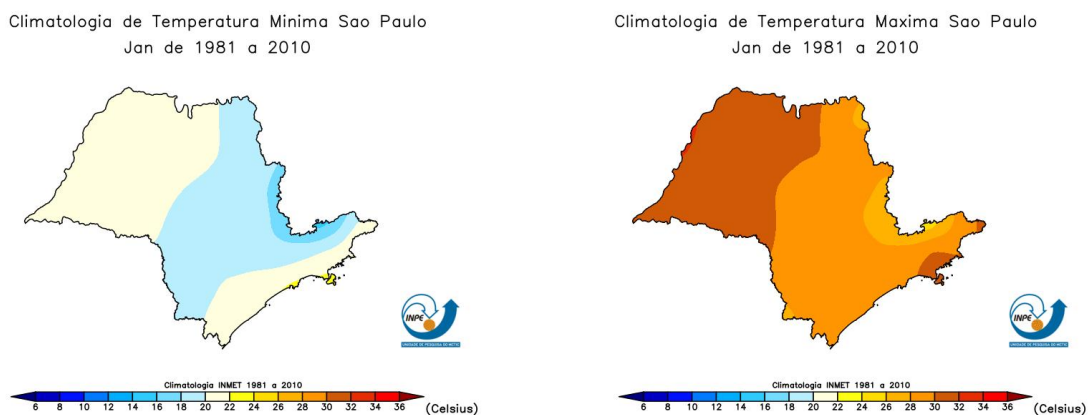 Climatologia de Temperatura Minima Sao Paulo
Jan de 1981 a 2010
INPE
Climatologia INMET 1981 a 2010
6 8 10 12 14 16 18 20 22 24 26 28 30 32 34 36
(Celsius)
Climatologia de Temperatura Maxima Sao Paulo
Jan de 1981 a 2010
INPE
Climatologia INMET 1981 a 2010
6 8 10 12 14 16 18 20 22 24 26 28 30 32 34 36
(Celsius)